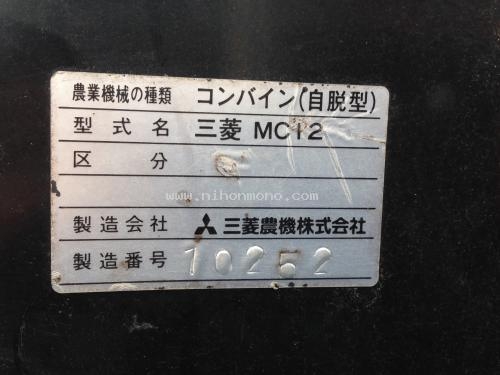 農業機械の種類 コンバイン(自脱型)
型式名 三菱 MC12
区分
www.nihonmono.com
製造会社 三菱農機株式会社
製造番号 10252